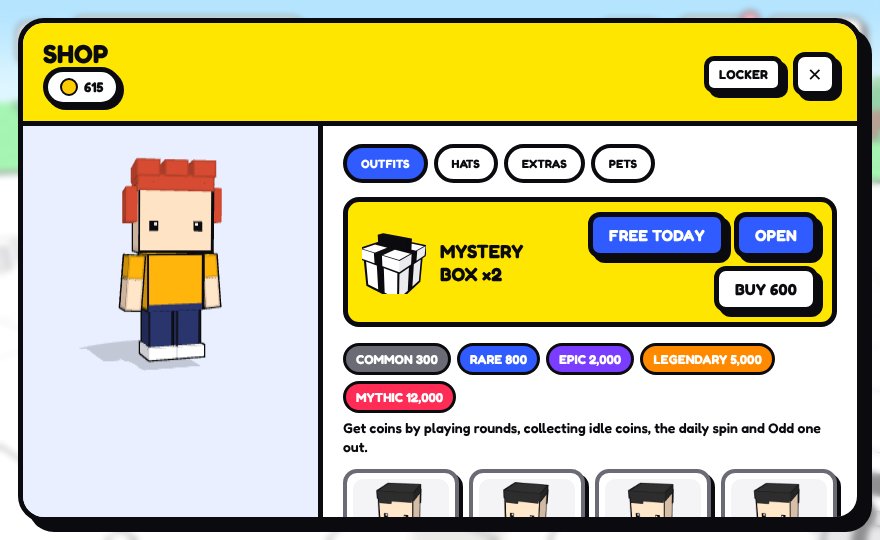 SHOP
615
LOCKER
×
OUTFITS
HATS
EXTRAS
PETS
MYSTERY
BOX ×2
FREE TODAY
OPEN
BUY 600
COMMON 300
RARE 800
EPIC 2,000
LEGENDARY 5,000
MYTHIC 12,000
Get coins by playing rounds, collecting idle coins, the daily spin and Odd one
out.